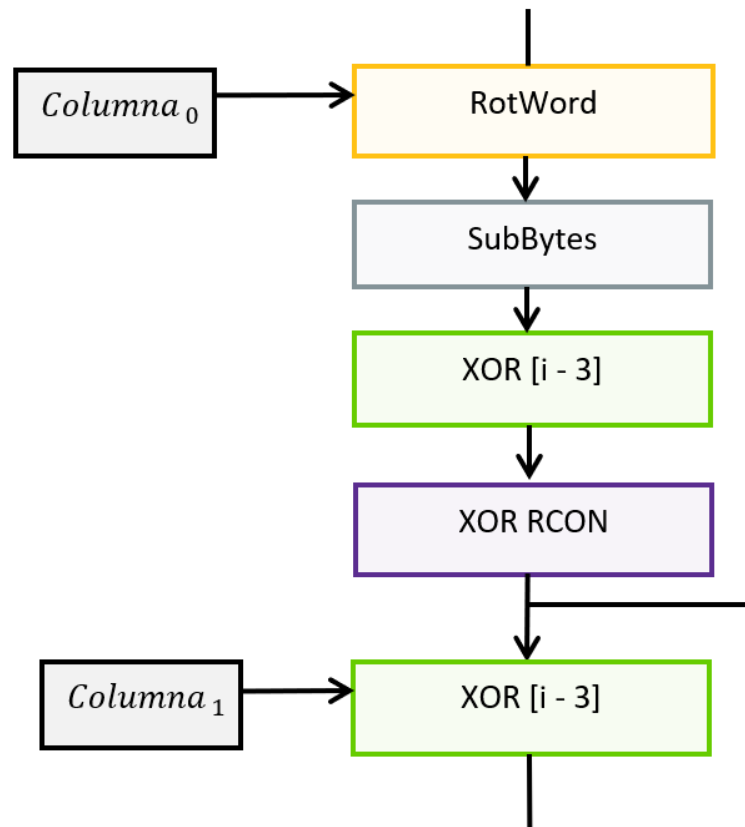 Columna 0
RotWord
SubBytes
XOR [i - 3]
XOR RCON
Columna 1
XOR [i - 3]